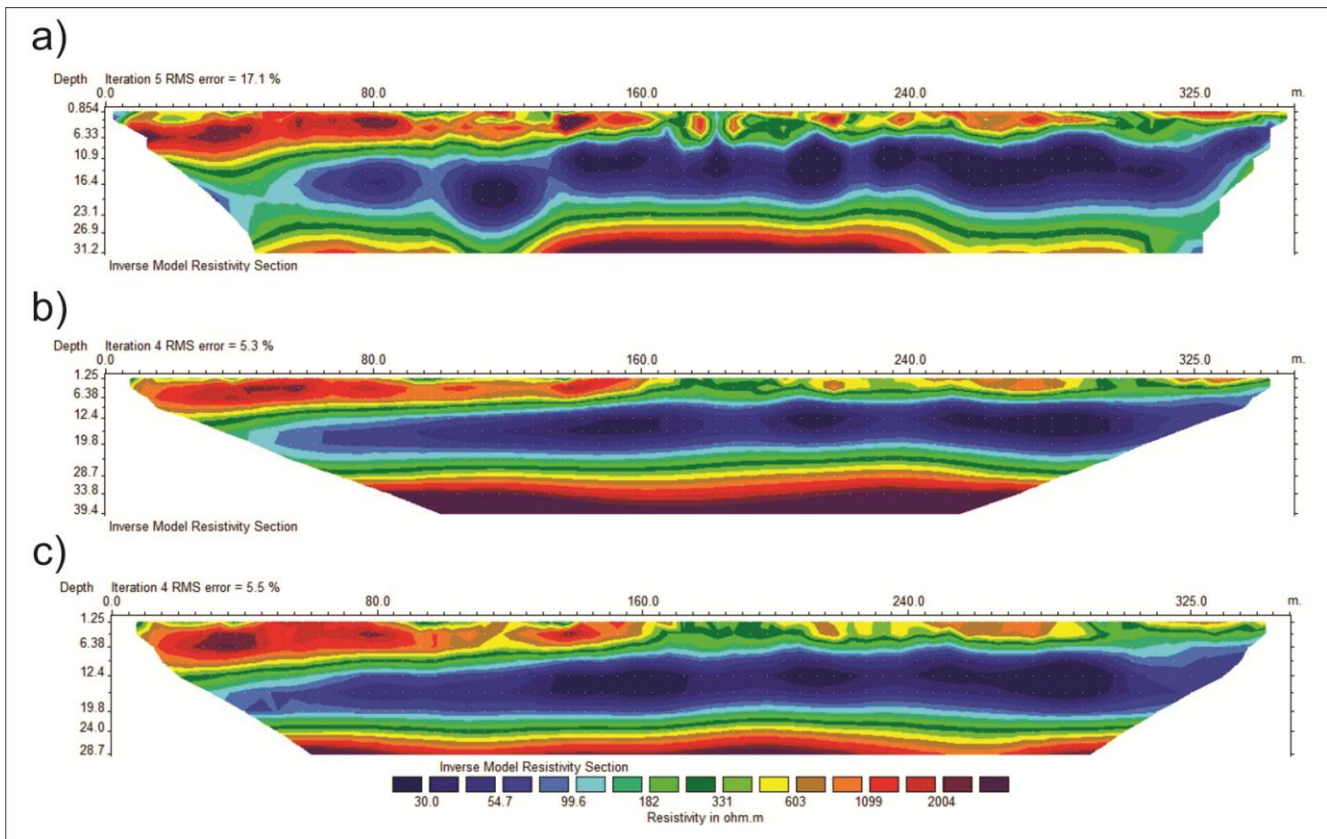 a)
Depth Iteration 5 RMS error = 17.1 %
0.0 80.0 160.0 240.0 325.0 m.
0.854
6.33
10.9
16.4
23.1
26.9
31.2
Inverse Model Resistivity Section
b)
Depth Iteration 4 RMS error = 5.3 %
0.0 80.0 160.0 240.0 325.0 m.
1.25
6.38
12.4
19.8
28.7
33.8
39.4
Inverse Model Resistivity Section
c)
Depth Iteration 4 RMS error = 5.5 %
0.0 80.0 160.0 240.0 325.0 m.
1.25
6.38
12.4
19.8
24.0
28.7
Inverse Model Resistivity Section
30.0 54.7 99.6 182 331 603 1099 2004
Resistivity in ohm.m